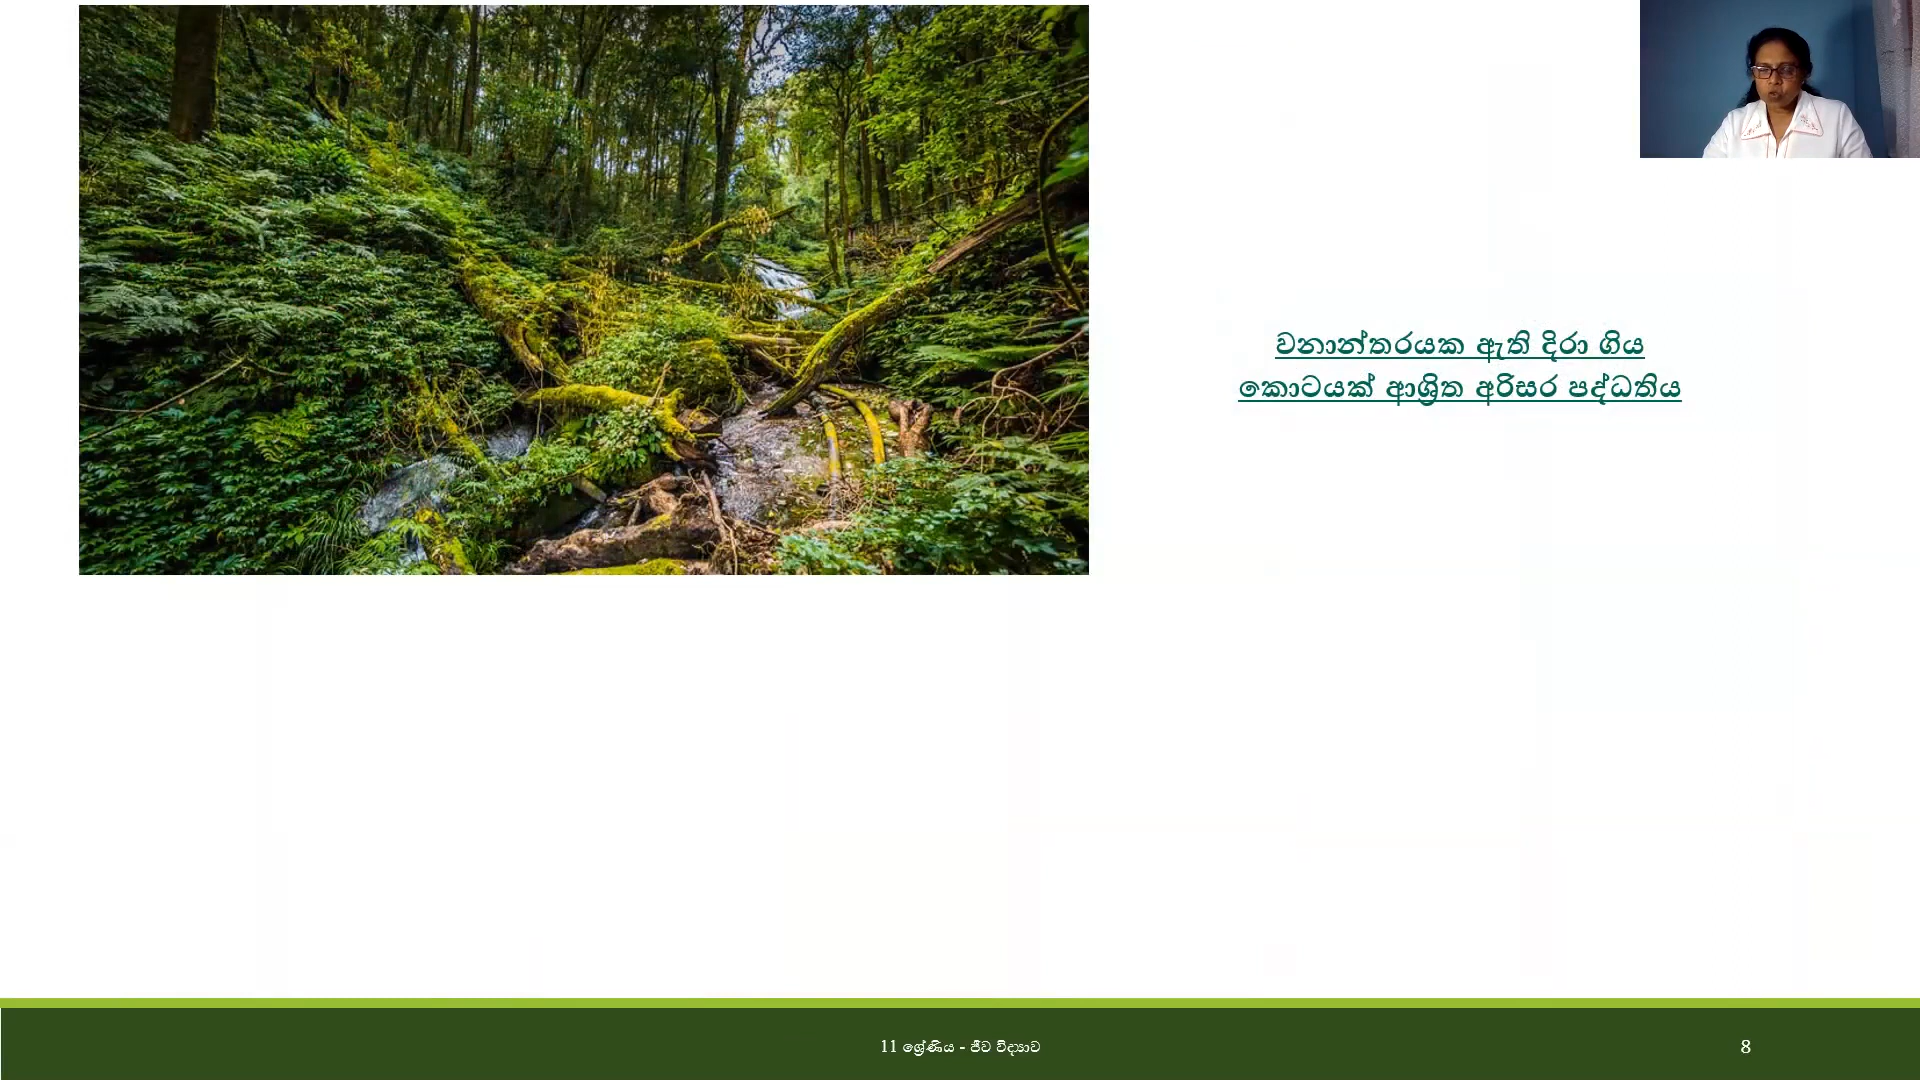 වනාන්තරයක ඇති දිරා ගිය
කොටයක් ආශ්‍රිත අරිසර පද්ධතිය
11 ශ්‍රේණිය - ජීව විද්‍යාව
8